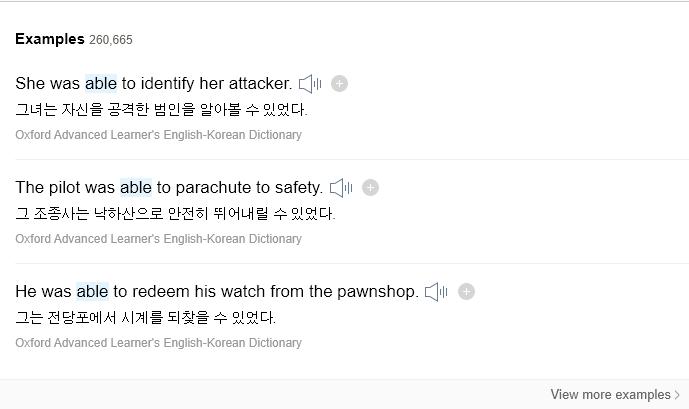 Examples 260,665
She was able to identify her attacker.
그녀는 자신을 공격한 범인을 알아볼 수 있었다.
Oxford Advanced Learner's English-Korean Dictionary
The pilot was able to parachute to safety.
그 조종사는 낙하산으로 안전히 뛰어내릴 수 있었다.
Oxford Advanced Learner's English-Korean Dictionary
He was able to redeem his watch from the pawnshop.
그는 전당포에서 시계를 되찾을 수 있었다.
Oxford Advanced Learner's English-Korean Dictionary
View more examples